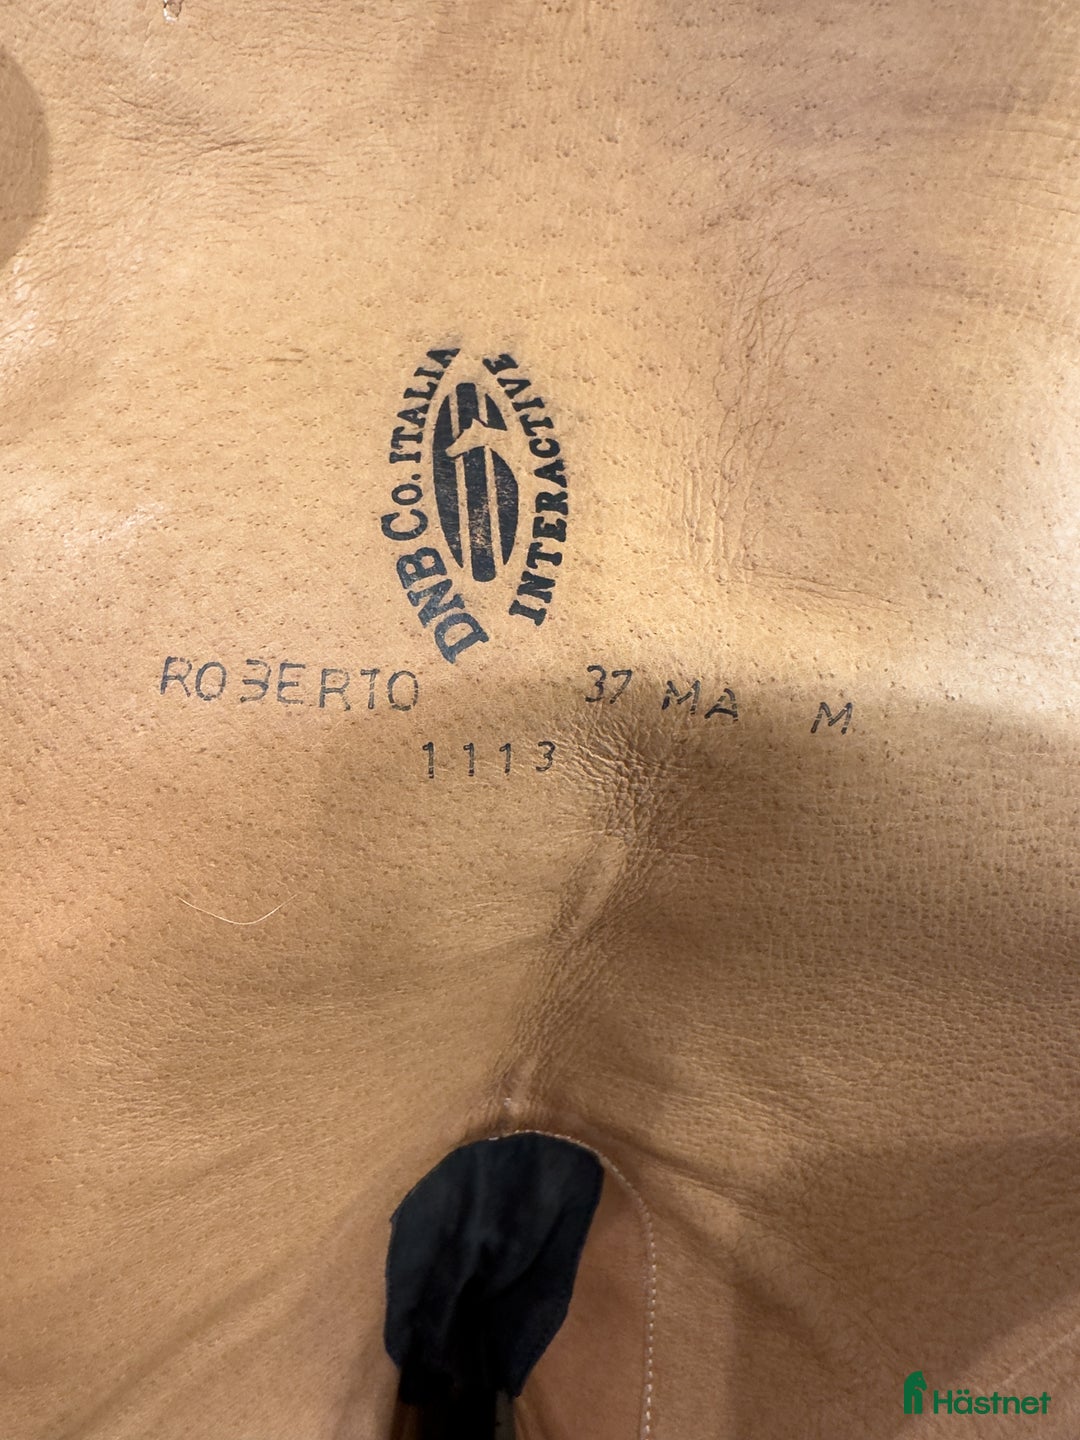 DNB CO. ITALIA
INTERACTIVE
ROBERTO 37 MA M
1113
Hästnet